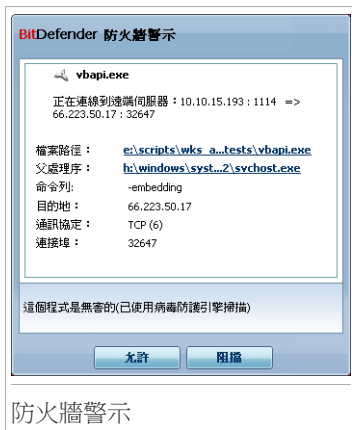 BitDefender 防火牆警示
vbapi.exe
正在連線到遠端伺服器：10.10.15.193 : 1114 =>
66.223.50.17 : 32647
檔案路徑： e:\scripts\wks_a...tests\vbapi.exe
父處理序： h:\windows\syst...2\svchost.exe
命令列: -embedding
目的地： 66.223.50.17
通訊協定： TCP (6)
連接埠： 32647
這個程式是無害的(已使用病毒防護引擎掃描)
允許 阻擋
防火牆警示